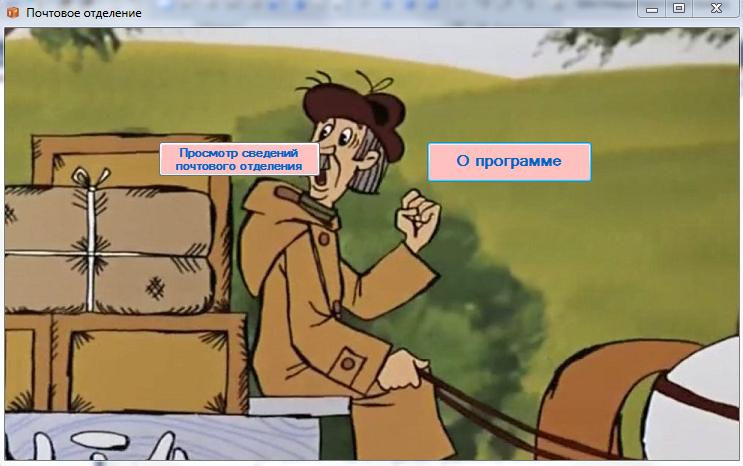 Почтовое отделение
Просмотр сведений
почтового отделения
О программе